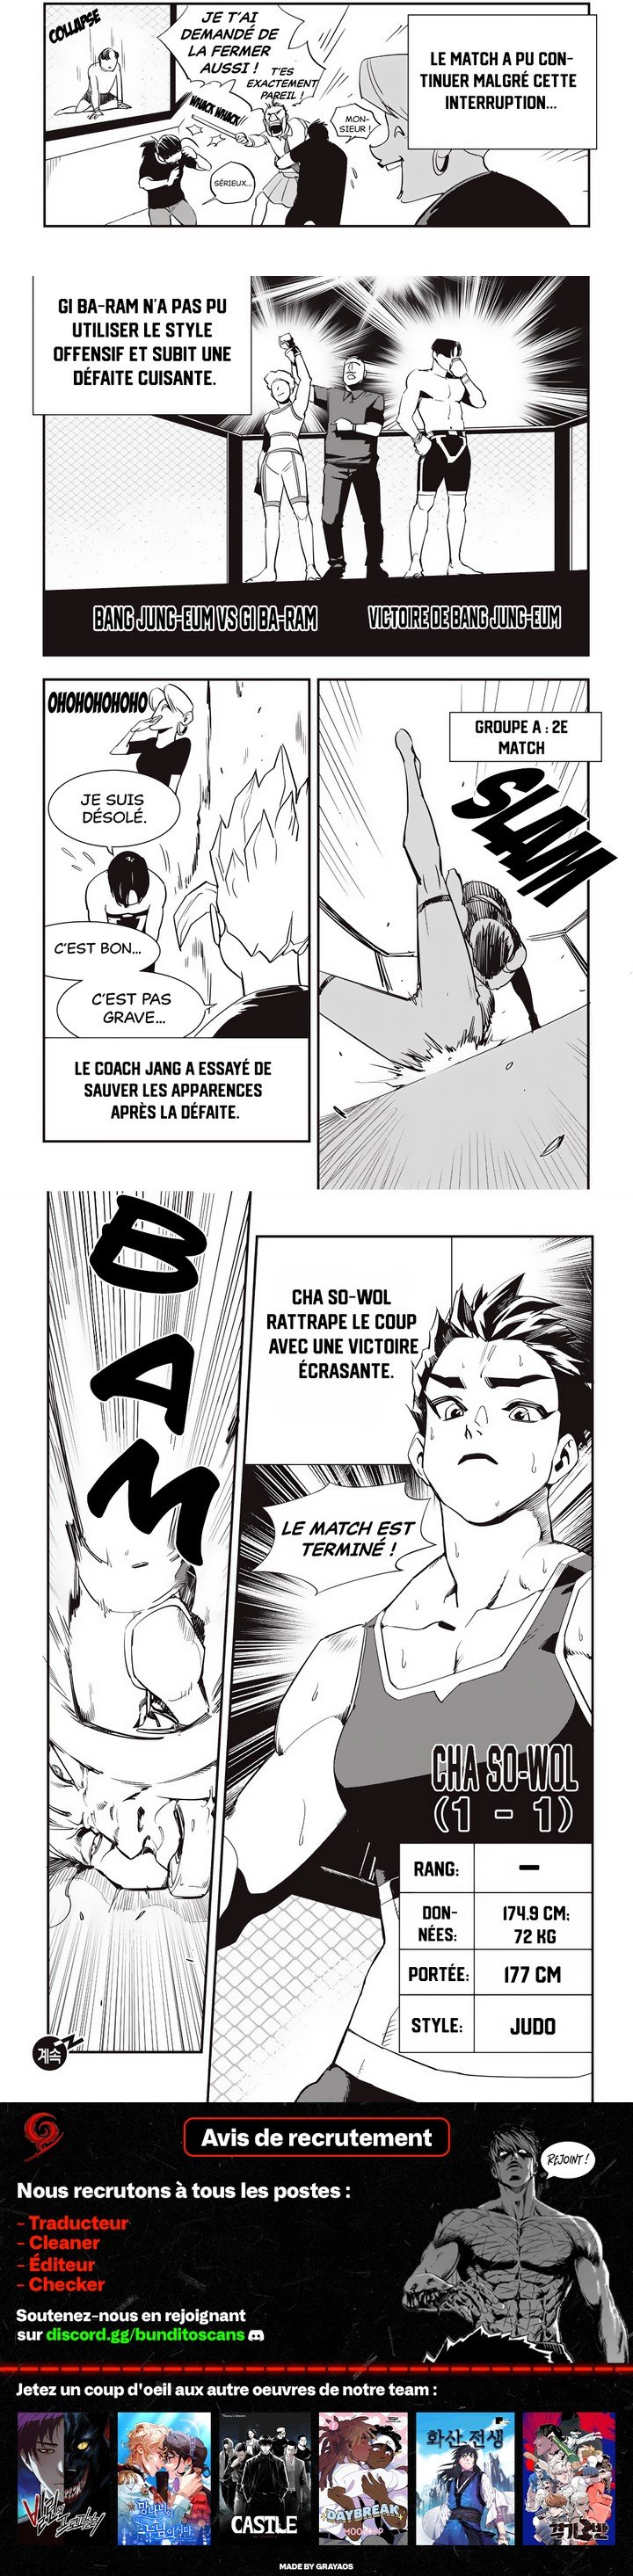 COLLAPSE
JE T'AI
DEMANDÉ DE
LA FERMER
AUSSI !
T'ES
EXACTEMENT
PAREIL !
WHACK WHACK!
MON-
SIEUR !
SÉRIEUX...
LE MATCH A PU CON-
TINUER MALGRÉ CETTE
INTERRUPTION...
GI BA-RAM N'A PAS PU
UTILISER LE STYLE
OFFENSIF ET SUBIT UNE
DÉFAITE CUISANTE.
BANG JUNG-EUM VS GI BA-RAM
VICTOIRE DE BANG JUNG-EUM
OHOHOHOHOHO
JE SUIS
DÉSOLÉ.
C'EST BON...
C'EST PAS
GRAVE...
LE COACH JANG A ESSAYÉ DE
SAUVER LES APPARENCES
APRÈS LA DÉFAITE.
GROUPE A : 2E
MATCH
SLAM
BAM
CHA SO-WOL
RATTRAPE LE COUP
AVEC UNE VICTOIRE
ÉCRASANTE.
LE MATCH EST
TERMINÉ !
CHA SO-WOL
(1 - 1)
RANG: –
DON-
NÉES: 174.9 CM;
72 KG
PORTÉE: 177 CM
STYLE: JUDO
계속
Avis de recrutement
REJOINT !
Nous recrutons à tous les postes :
- Traducteur
- Cleaner
- Éditeur
- Checker
Soutenez-nous en rejoignant
sur discord.gg/bunditoscans
Jetez un coup d'oeil aux autre oeuvres de notre team :
CASTLE
DAYBREAK
화산전생
MADE BY GRAYAOS